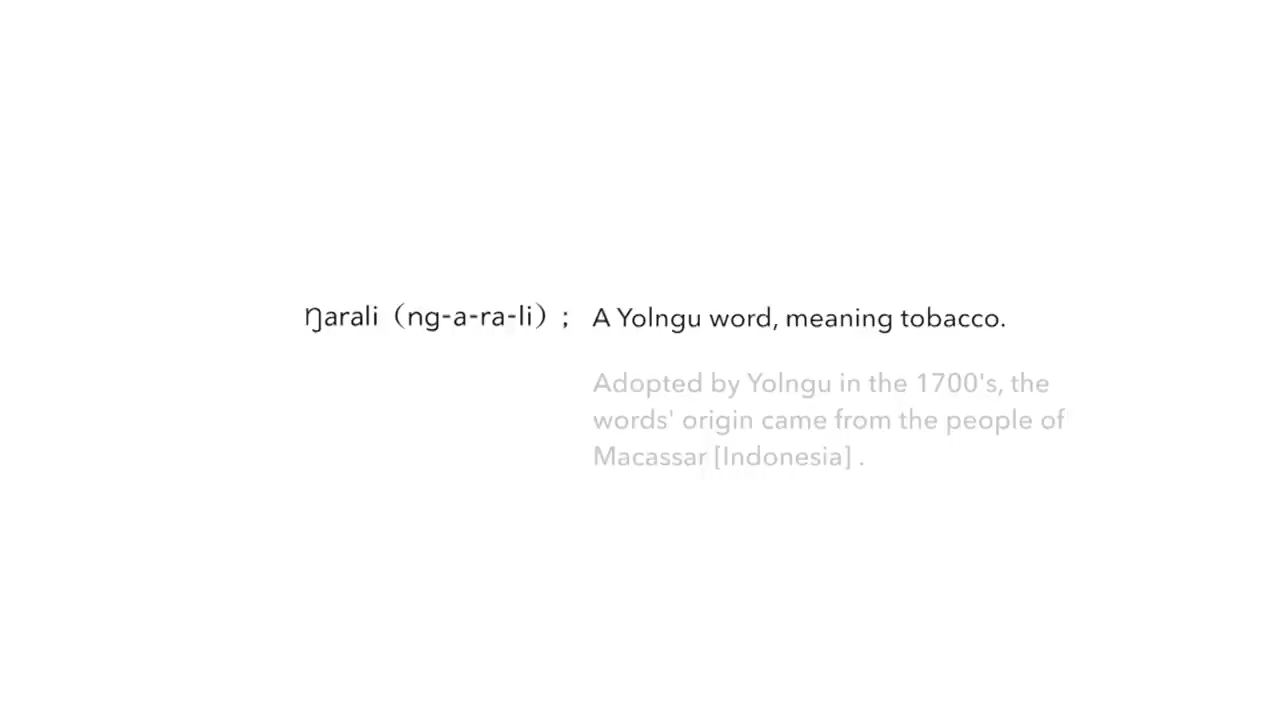 Ŋarali (ng-a-ra-li) ; A Yolngu word, meaning tobacco.
Adopted by Yolngu in the 1700's, the
words' origin came from the people of
Macassar [Indonesia] .